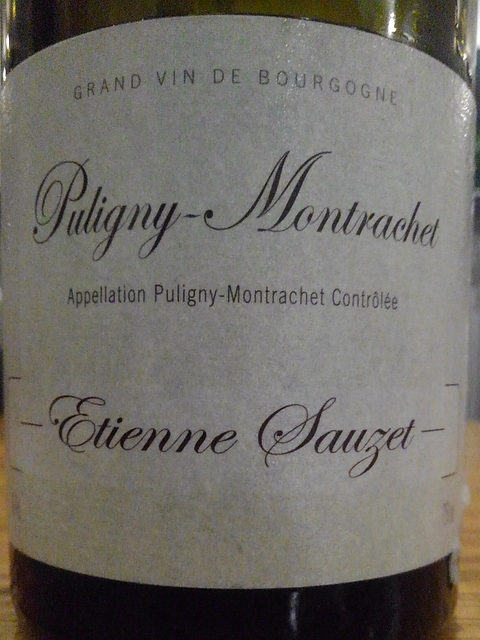 GRAND VIN DE BOURGOGNE
Puligny-Montrachet
Appellation Puligny-Montrachet Contrôlée
Etienne Sauzet